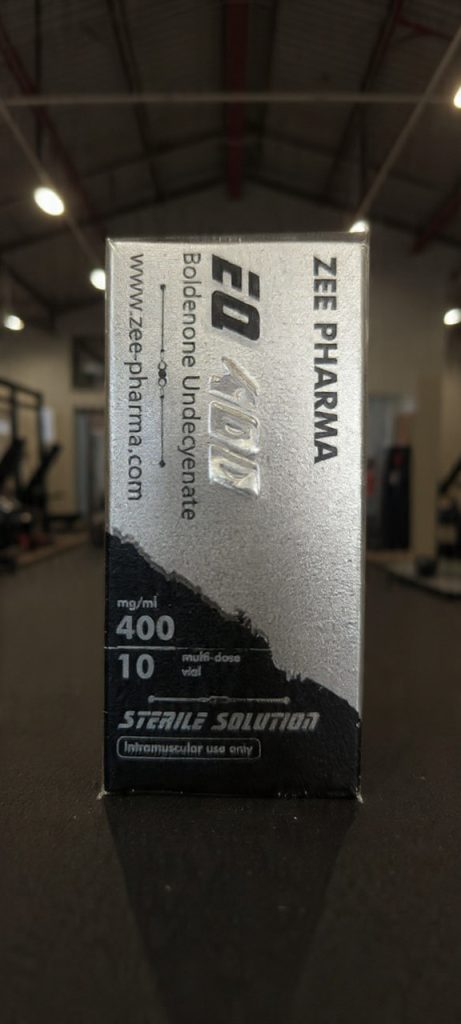 ZEE PHARMA
EQ 400
Boldenone Undecyenate
www.zee-pharma.com
mg/ml
400
10 multi-dose
vial
STERILE SOLUTION
Intramuscular use only